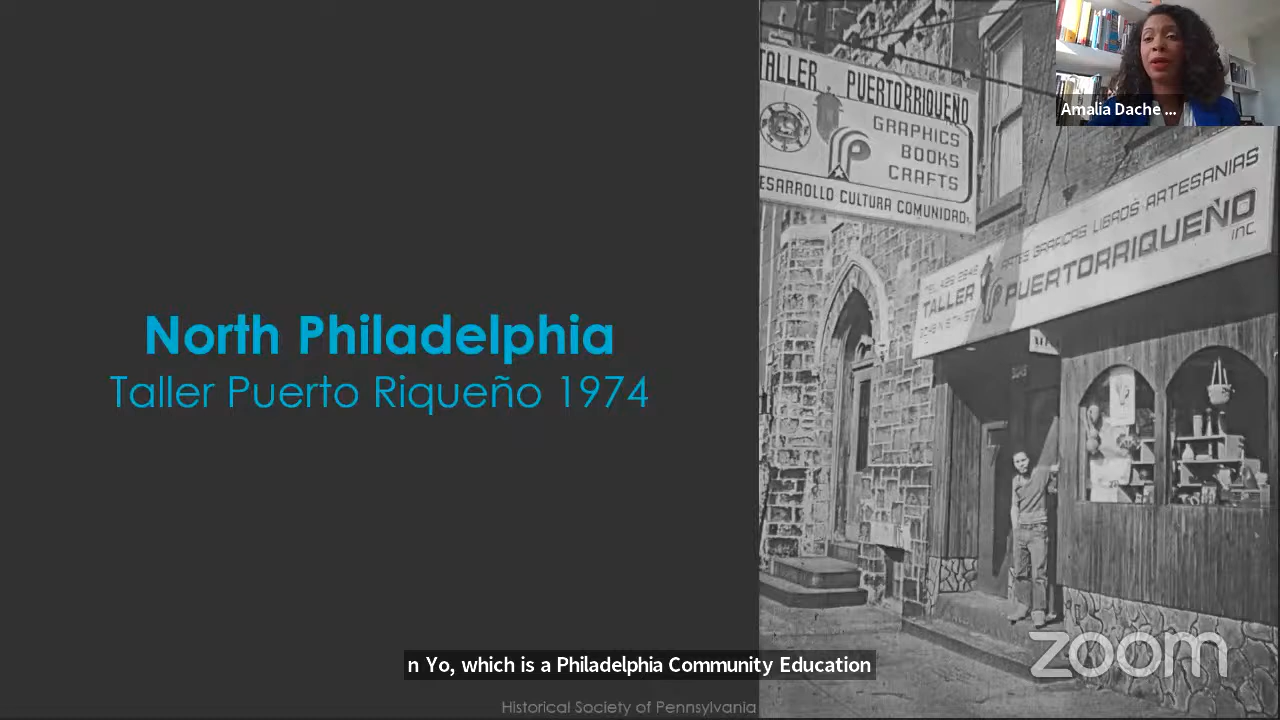 North Philadelphia
Taller Puerto Riqueño 1974
TALLER PUERTORRIQUEÑO
GRAPHICS
BOOKS
CRAFTS
ESARROLLO CULTURA COMUNIDAD
ARTES GRAFICAS LIBROS ARTESANIAS
TALLER PUERTORRIQUEÑO
INC.
Amalia Dache ...
n Yo, which is a Philadelphia Community Education
Historical Society of Pennsylvania
zoom